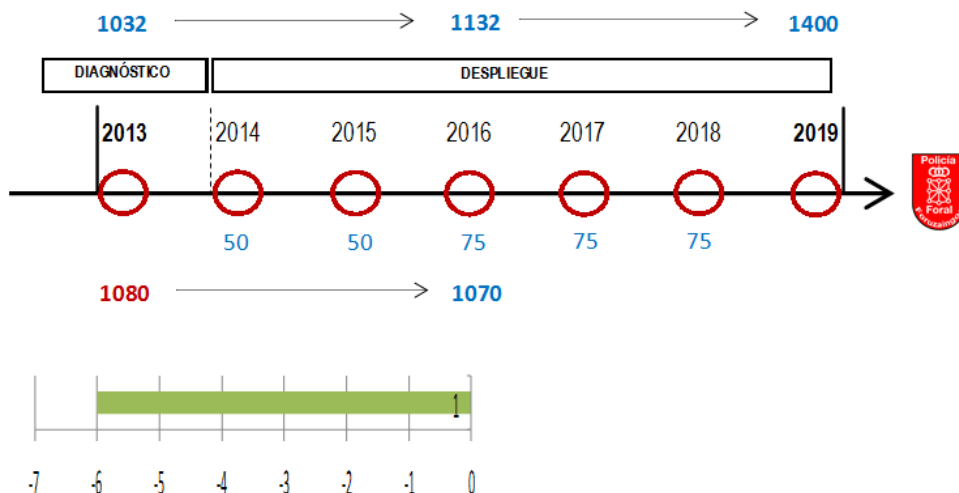 1032 1132 1400
DIAGNÓSTICO DESPLIEGUE
2013 2014 2015 2016 2017 2018 2019
Policía
Foral
Foruzaingo
50 50 75 75 75
1080 1070
1
-7 -6 -5 -4 -3 -2 -1 0